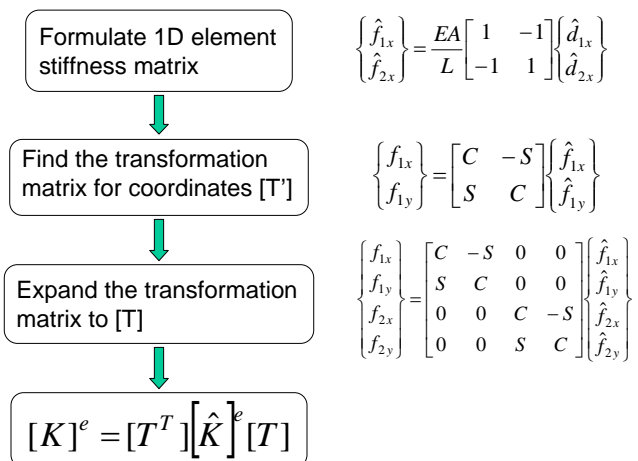 Formulate 1D element
stiffness matrix
{f̂₁ₓ; f̂₂ₓ} = EA/L [1 −1; −1 1] {d̂₁ₓ; d̂₂ₓ}
Find the transformation
matrix for coordinates [T']
{f₁ₓ; f₁y} = [C −S; S C] {f̂₁ₓ; f̂₁y}
Expand the transformation
matrix to [T]
{f₁ₓ; f₁y; f₂ₓ; f₂y} = [C −S 0 0; S C 0 0; 0 0 C −S; 0 0 S C] {f̂₁ₓ; f̂₁y; f̂₂ₓ; f̂₂y}
[K]ᵉ = [Tᵀ][K̂]ᵉ[T]